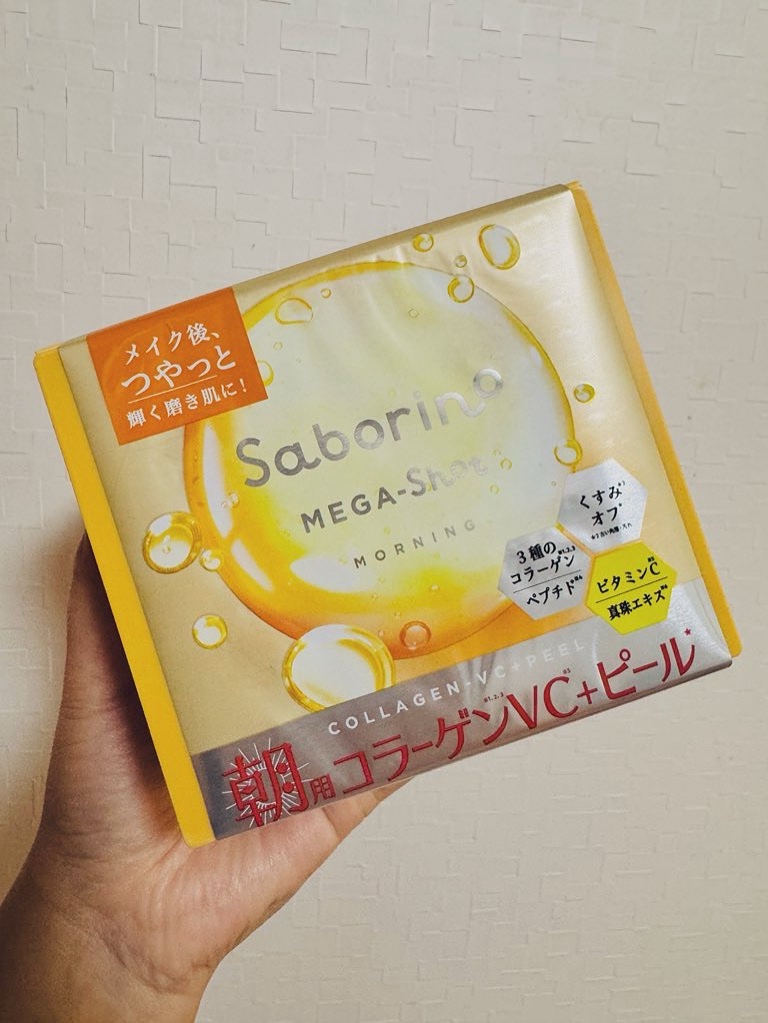 メイク後、
つやっと
輝く磨き肌に!
Saborino
MEGA-Shot
MORNING
くすみ
オフ
3種の
コラーゲン
ペプチド
ビタミンC
真珠エキス
COLLAGEN-VC+PEEL
朝用コラーゲンVC+ピール*